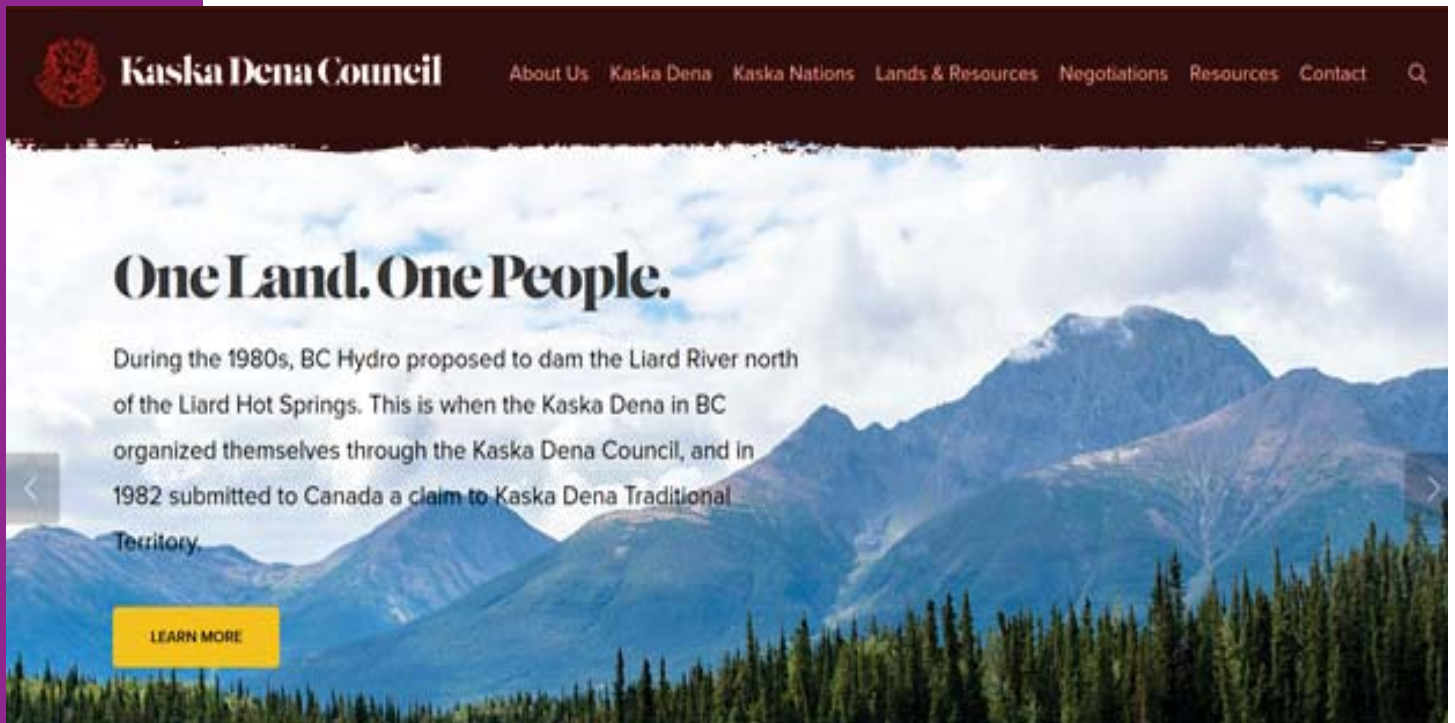 Kaska Dena Council
About Us Kaska Dena Kaska Nations Lands & Resources Negotiations Resources Contact
One Land. One People.
During the 1980s, BC Hydro proposed to dam the Liard River north
of the Liard Hot Springs. This is when the Kaska Dena in BC
organized themselves through the Kaska Dena Council, and in
1982 submitted to Canada a claim to Kaska Dena Traditional
Territory.
LEARN MORE